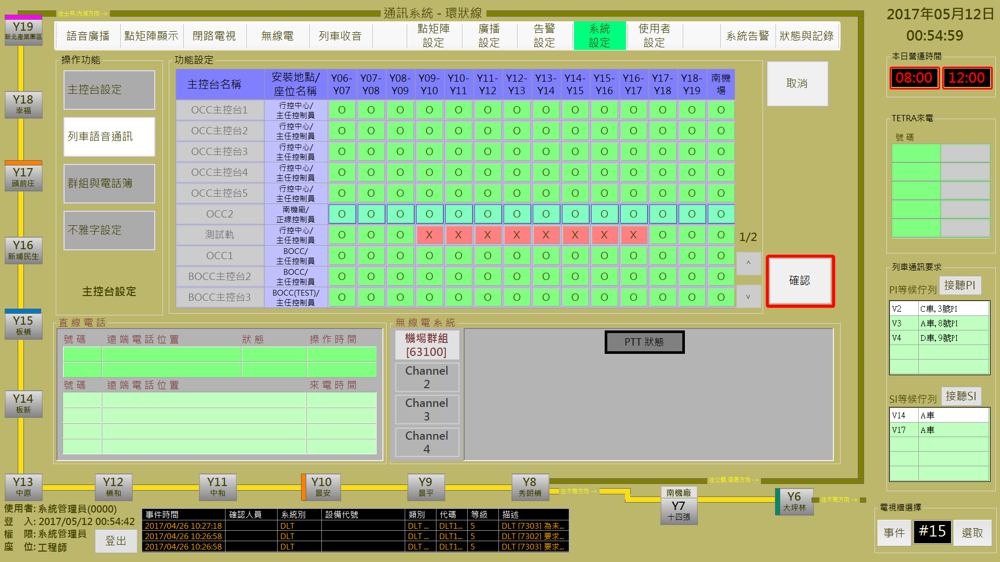 往士林,內湖方向 ->
通訊系統 - 環狀線
2017年05月12日
00:54:59
語音廣播 點矩陣顯示 閉路電視 無線電 列車收音 點矩陣設定 廣播設定 告警設定 系統設定 使用者設定 系統告警 狀態與記錄
Y19
新北產業園區
Y18
幸福
Y17
頭前庄
Y16
新埔民生
Y15
板橋
Y14
板新
操作功能
主控台設定
列車語音通訊
群組與電話簿
不雅字設定
主控台設定
功能設定
主控台名稱 安裝地點/座位名稱 Y06-Y07 Y07-Y08 Y08-Y09 Y09-Y10 Y10-Y11 Y11-Y12 Y12-Y13 Y13-Y14 Y14-Y15 Y15-Y16 Y16-Y17 Y17-Y18 Y18-Y19 南機場
OCC主控台1 行控中心/主任控制員 O O O O O O O O O O O O O O
OCC主控台2 行控中心/主任控制員 O O O O O O O O O O O O O O
OCC主控台3 行控中心/主任控制員 O O O O O O O O O O O O O O
OCC主控台4 行控中心/主任控制員 O O O O O O O O O O O O O O
OCC主控台5 行控中心/主任控制員 O O O O O O O O O O O O O O
OCC2 南機廠/正線控制員 O O O O O O O O O O O O O O
測試軌 行控中心/主任控制員 O O O X X X X X X X X O O O
OCC1 BOCC/主任控制員 O O O O O O O O O O O O O O
BOCC主控台2 BOCC/主任控制員 O O O O O O O O O O O O O O
BOCC主控台3 BOCC(TEST)/主任控制員 O O O O O O O O O O O O O O
1/2
^
v
取消
確認
本日營運時間
08:00 12:00
TETRA來電
號 碼
列車通訊要求
PI等候佇列 接聽PI
V2 C車,3號PI
V3 A車,8號PI
V4 D車,9號PI
SI等候佇列 接聽SI
V14 A車
V17 A車
直 線 電 話
號 碼 遠 端 電 話 位 置 狀 態 操 作 時 間
號 碼 遠 端 電 話 位 置 來 電 時 間
無 線 電 系 統
機場群組
[63100]
Channel
2
Channel
3
Channel
4
PTT 狀態
Y13
中原
Y12
橋和
Y11
中和
Y10
景安
Y9
景平
Y8
秀朗橋
往公館,信義方向 ->
往木柵方向 ->
南機廠
Y7
十四張
Y6
大坪林
往木柵方向 ->
使用者: 系統管理員(0000)
登 入: 2017/05/12 00:54:42
權 限: 系統管理員
座 位: 工程師
登出
事件時間 確認人員 系統別 設備代號 類別 代碼 等級 描述
2017/04/26 10:27:18 DLT DLT ... DLT1... 5 DLT [7303] 為未...
2017/04/26 10:26:58 DLT DLT ... DLT1... 5 DLT [7302] 要求...
2017/04/26 10:26:58 DLT DLT ... DLT1... 5 DLT [7303] 要求...
電視牆選擇
事件 #15 選取